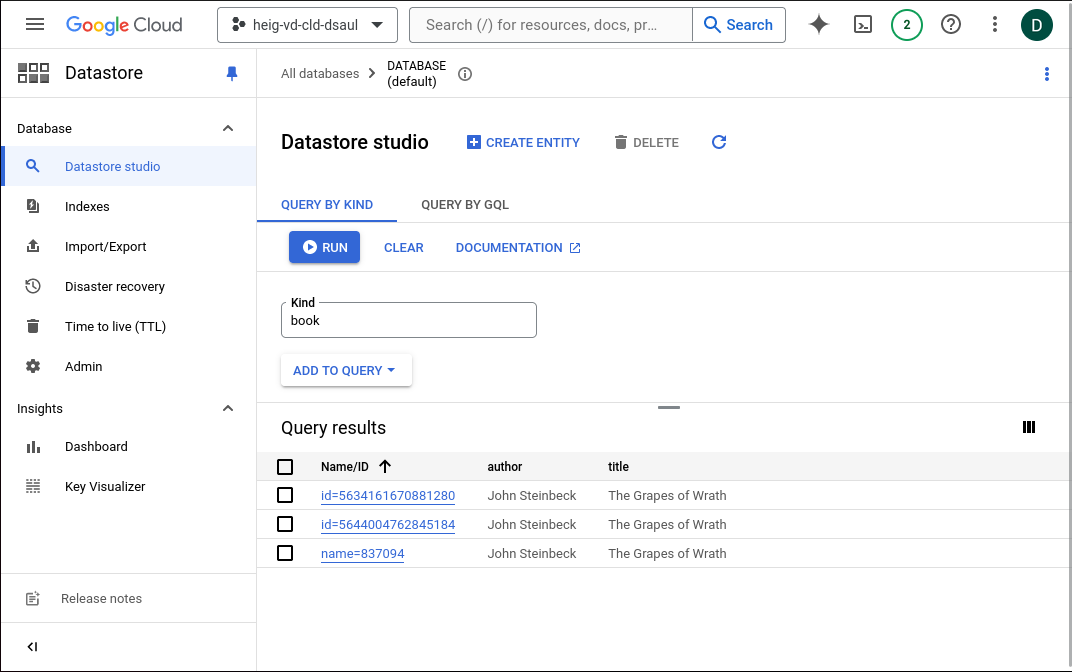 Google Cloud
heig-vd-cld-dsaul
Search (/) for resources, docs, pr…
Search
2
D
Datastore
All databases
DATABASE
(default)
Database
Datastore studio
Indexes
Import/Export
Disaster recovery
Time to live (TTL)
Admin
Insights
Dashboard
Key Visualizer
Release notes
Datastore studio
CREATE ENTITY
DELETE
QUERY BY KIND
QUERY BY GQL
RUN
CLEAR
DOCUMENTATION
Kind
book
ADD TO QUERY
Query results
Name/ID author title
id=5634161670881280 John Steinbeck The Grapes of Wrath
id=5644004762845184 John Steinbeck The Grapes of Wrath
name=837094 John Steinbeck The Grapes of Wrath